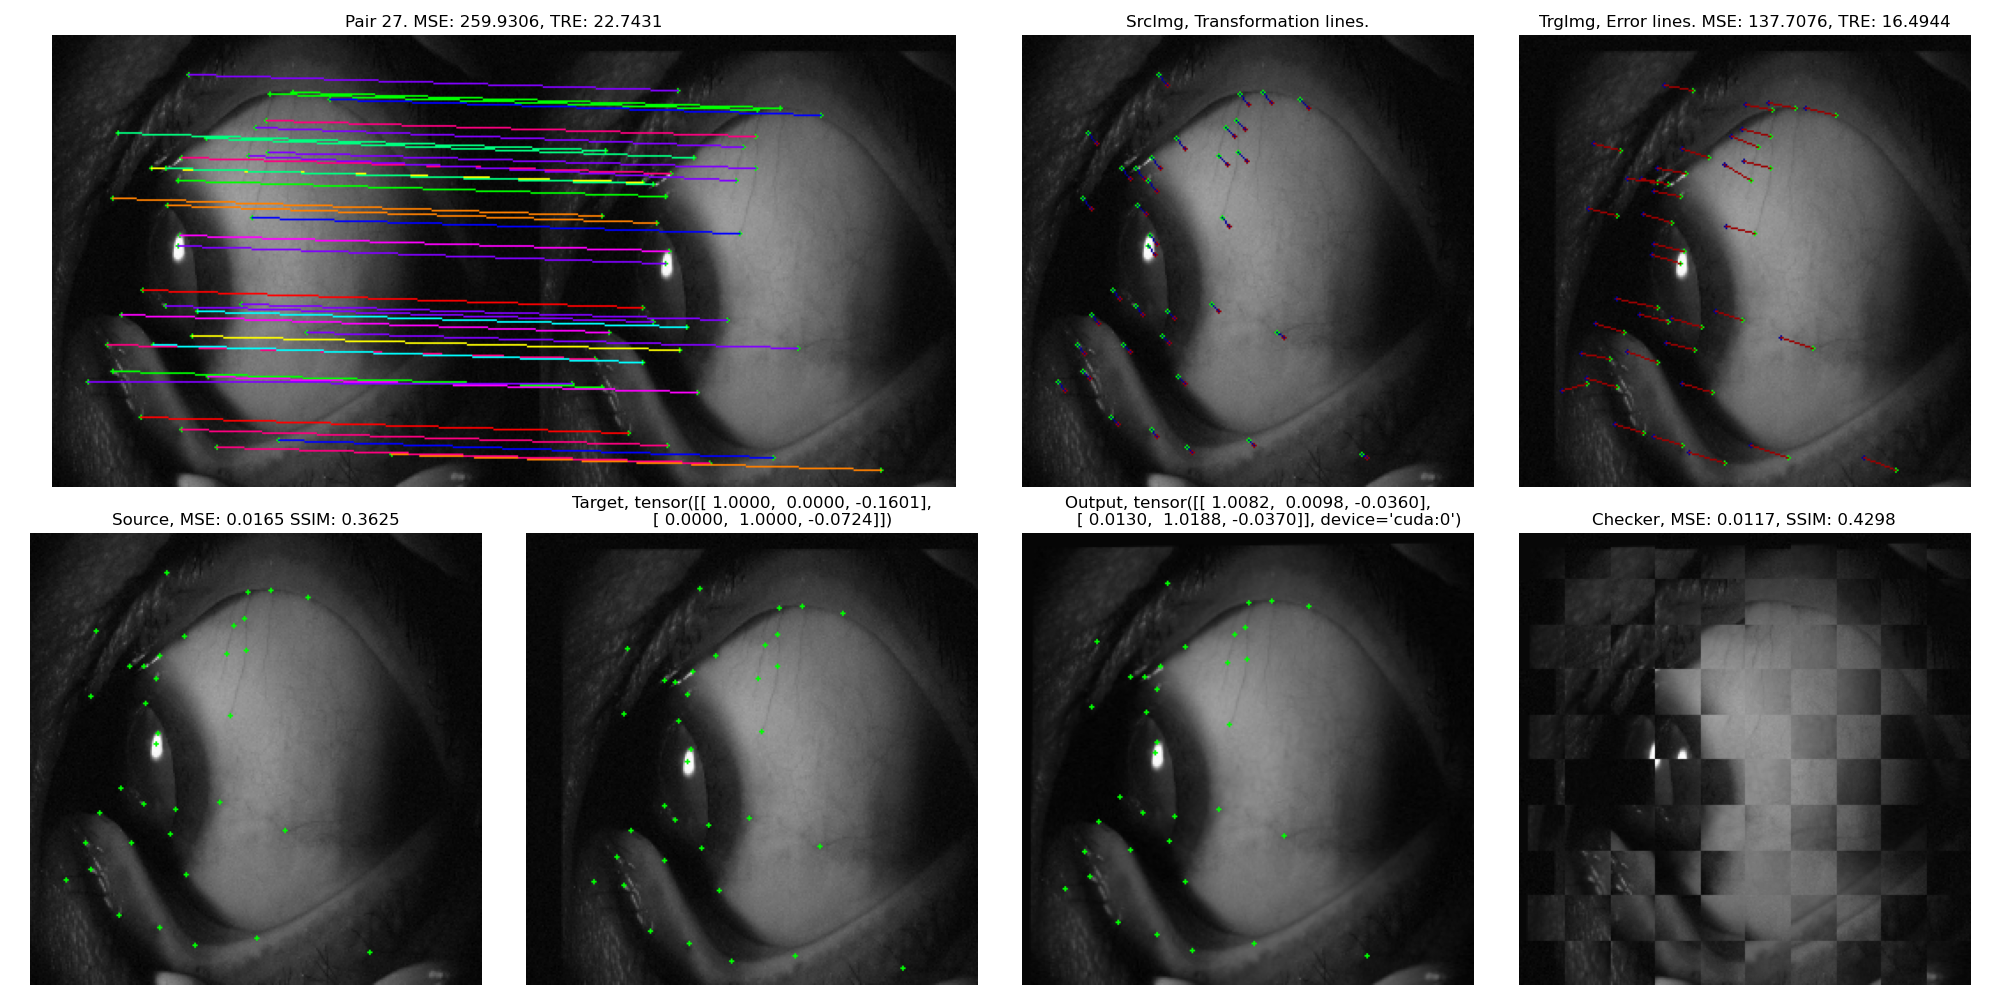 Pair 27. MSE: 259.9306, TRE: 22.7431
SrcImg, Transformation lines.
TrgImg, Error lines. MSE: 137.7076, TRE: 16.4944
Source, MSE: 0.0165 SSIM: 0.3625
Target, tensor([[ 1.0000,  0.0000, -0.1601],
[ 0.0000,  1.0000, -0.0724]])
Output, tensor([[ 1.0082,  0.0098, -0.0360],
[ 0.0130,  1.0188, -0.0370]], device='cuda:0')
Checker, MSE: 0.0117, SSIM: 0.4298